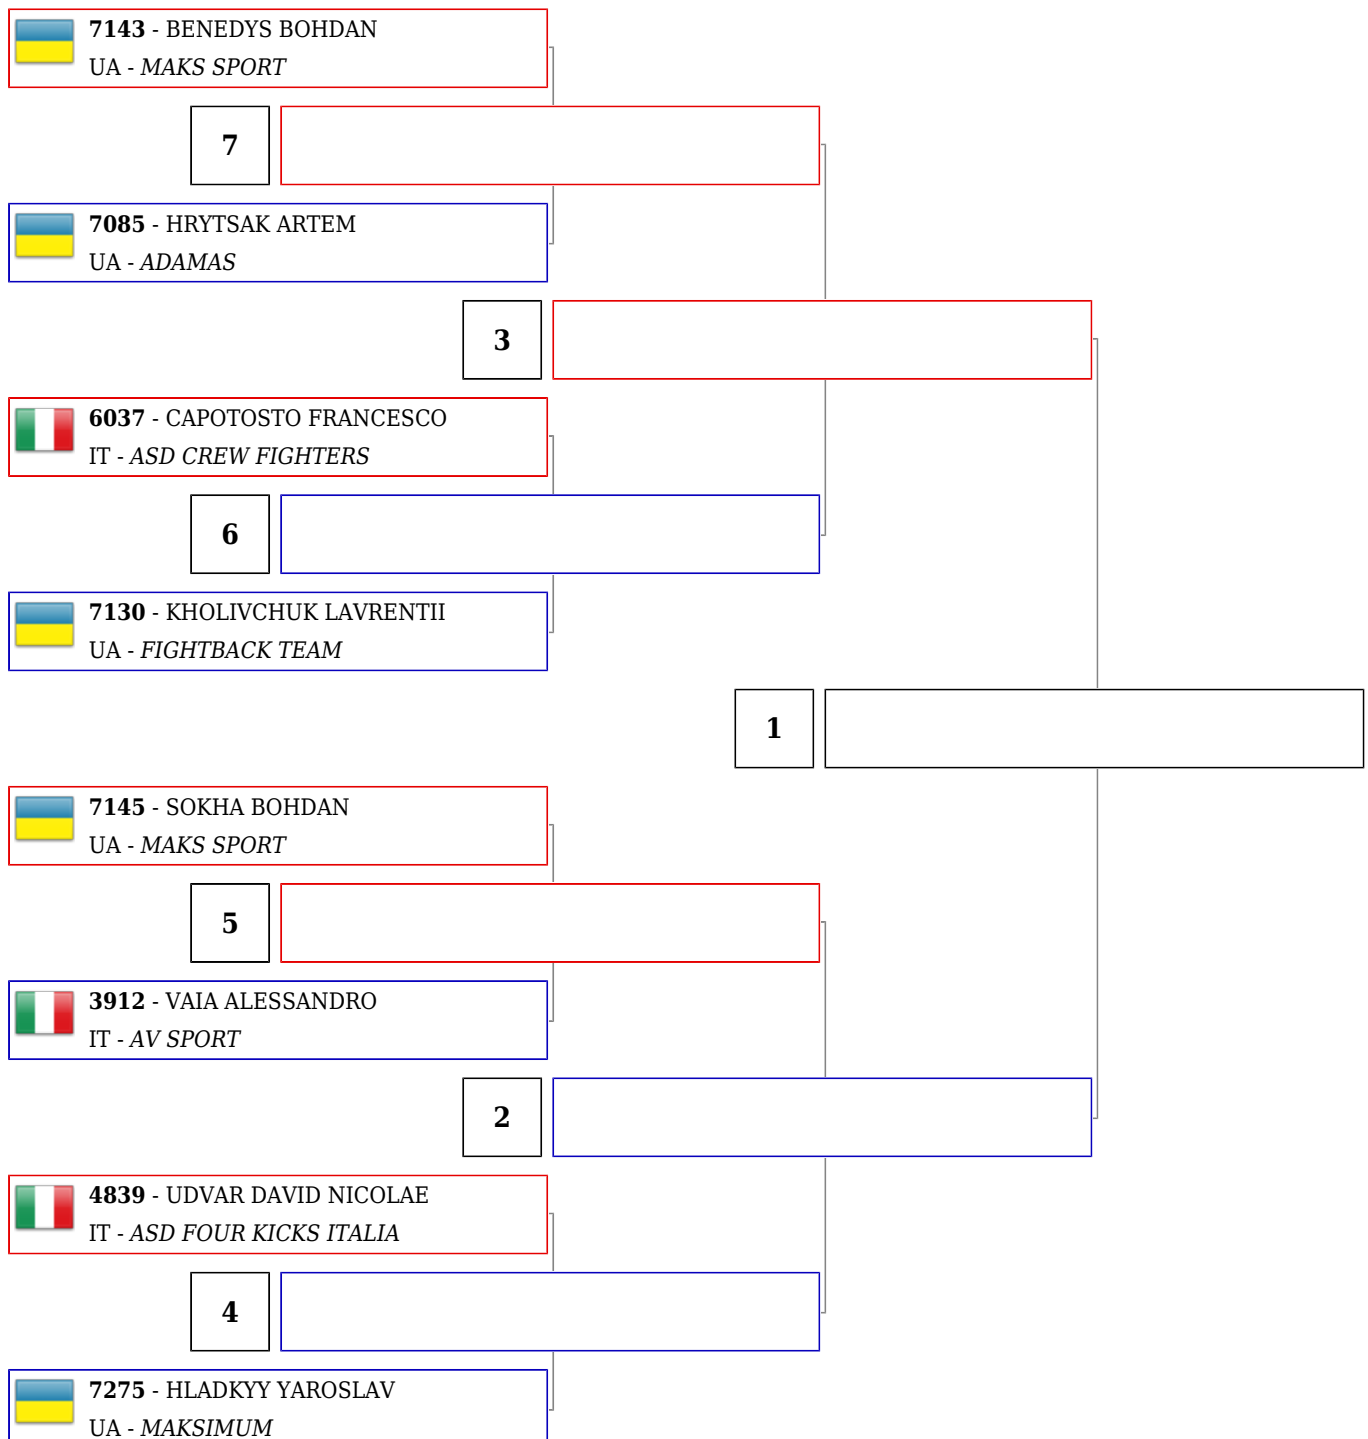 7143 - BENEDYS BOHDAN
UA - MAKS SPORT
7
7085 - HRYTSAK ARTEM
UA - ADAMAS
3
6037 - CAPOTOSTO FRANCESCO
IT - ASD CREW FIGHTERS
6
7130 - KHOLIVCHUK LAVRENTII
UA - FIGHTBACK TEAM
1
7145 - SOKHA BOHDAN
UA - MAKS SPORT
5
3912 - VAIA ALESSANDRO
IT - AV SPORT
2
4839 - UDVAR DAVID NICOLAE
IT - ASD FOUR KICKS ITALIA
4
7275 - HLADKYY YAROSLAV
UA - MAKSIMUM